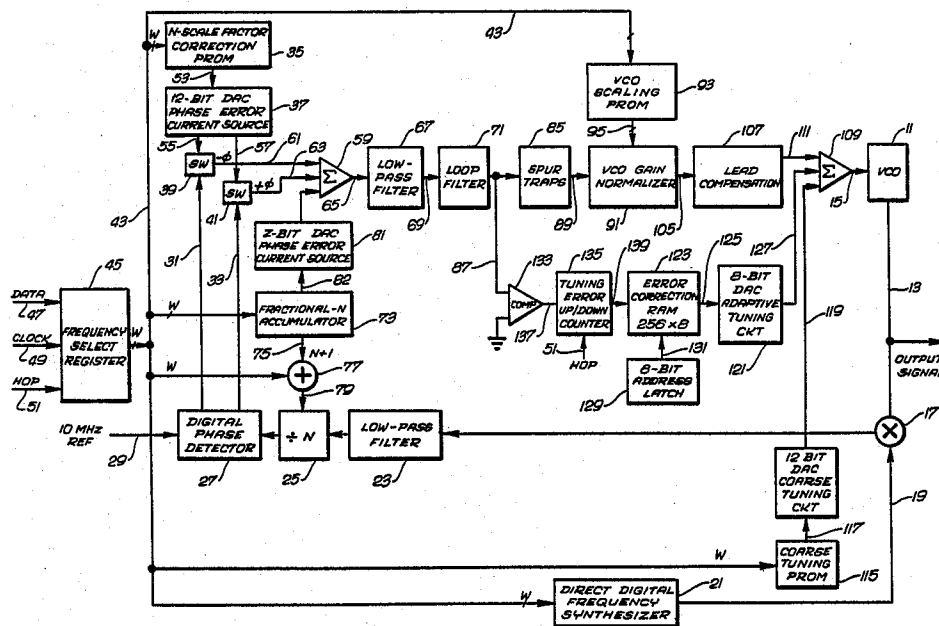 43
93
W
N-SCALE FACTOR
CORRECTION
PROM
35
53
12-BIT DAC
PHASE ERROR
CURRENT SOURCE
37
55
57
61
63
SW
-φ
39
SW
+φ
41
Σ
59
65
67
LOW-
PASS
FILTER
69
71
LOOP
FILTER
85
SPUR
TRAPS
89
VCO
SCALING
PROM
93
95
VCO GAIN
NORMALIZER
91
105
107
LEAD
COMPENSATION
111
109
Σ
15
11
VCO
43
31
33
2-BIT DAC
PHASE ERROR
CURRENT SOURCE
81
82
87
133
COMP
137
135
TUNING
ERROR
UP/DOWN
COUNTER
139
51
HOP
123
ERROR
CORRECTION
RAM
256 x 8
125
131
8-BIT
ADDRESS
LATCH
129
8-BIT
DAC
ADAPTIVE
TUNING
CKT
121
127
119
13
OUTPUT
SIGNAL
45
DATA
47
CLOCK
49
HOP
51
FREQUENCY
SELECT
REGISTER
W
W
FRACTIONAL-N
ACCUMULATOR
73
75
N+1
W
+
77
79
10 MHz
REF
29
DIGITAL
PHASE
DETECTOR
27
÷ N
25
LOW-PASS
FILTER
23
17
19
12 BIT
DAC
COARSE
TUNING
CKT
117
W
COARSE
TUNING
PROM
115
W
DIRECT DIGITAL
FREQUENCY
SYNTHESIZER
21